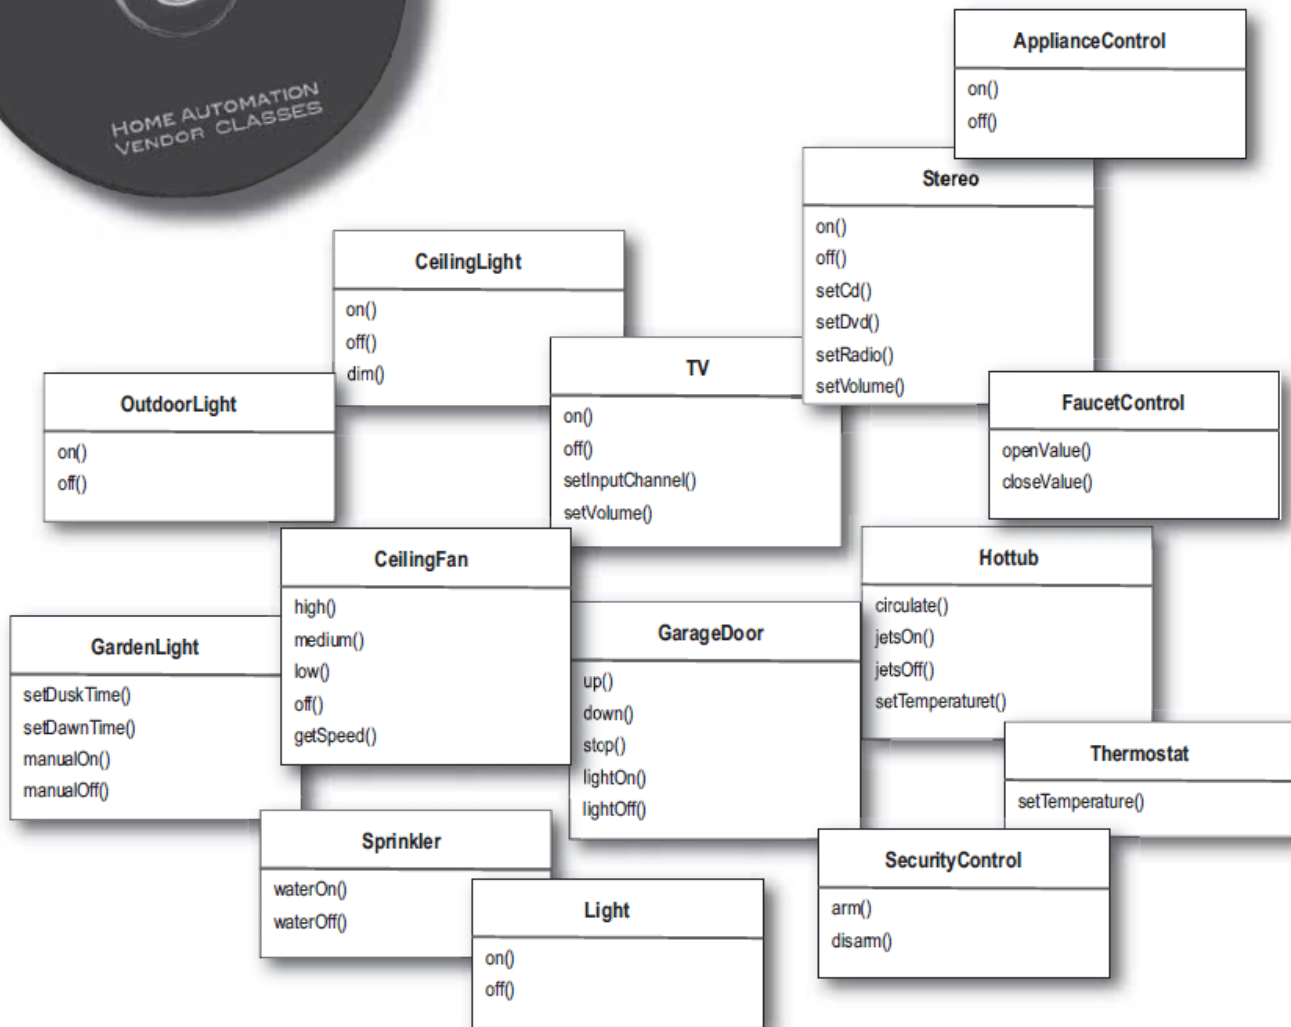 HOME AUTOMATION
VENDOR CLASSES
ApplianceControl
on()
off()
Stereo
on()
off()
setCd()
setDvd()
setRadio()
setVolume()
CeilingLight
on()
off()
dim()
TV
on()
off()
setInputChannel()
setVolume()
OutdoorLight
on()
off()
FaucetControl
openValue()
closeValue()
CeilingFan
high()
medium()
low()
off()
getSpeed()
Hottub
circulate()
jetsOn()
jetsOff()
setTemperaturet()
GardenLight
setDuskTime()
setDawnTime()
manualOn()
manualOff()
GarageDoor
up()
down()
stop()
lightOn()
lightOff()
Thermostat
setTemperature()
Sprinkler
waterOn()
waterOff()
Light
on()
off()
SecurityControl
arm()
disarm()